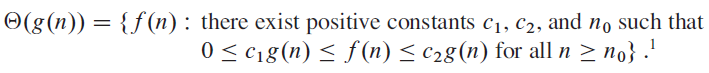 Θ(g(n)) = {f(n) : there exist positive constants c₁, c₂, and n₀ such that
0 ≤ c₁g(n) ≤ f(n) ≤ c₂g(n) for all n ≥ n₀} .¹